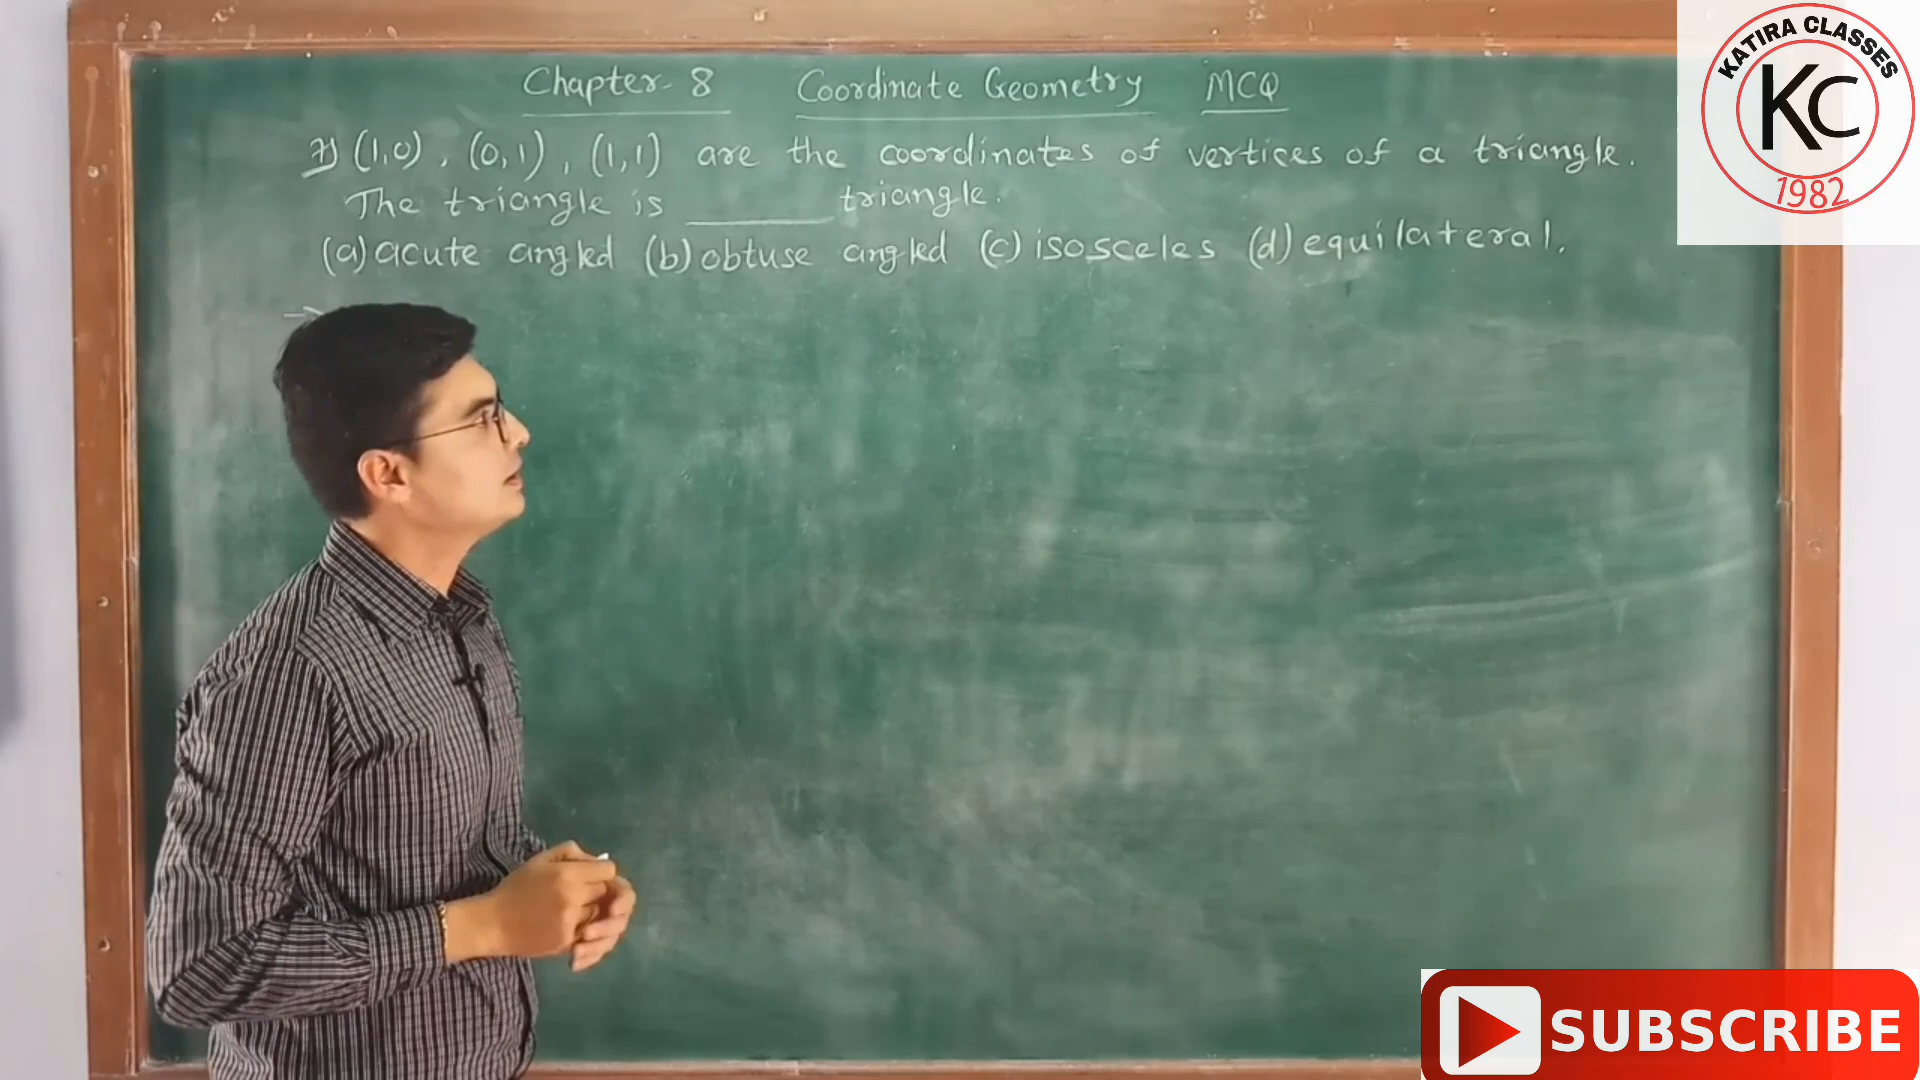 Chapter-8 Coordinate Geometry MCQ
7) (1,0), (0,1), (1,1) are the coordinates of vertices of a triangle.
The triangle is ______ triangle.
(a) acute angled (b) obtuse angled (c) isosceles (d) equilateral.
KATIRA CLASSES
KC
1982
SUBSCRIBE